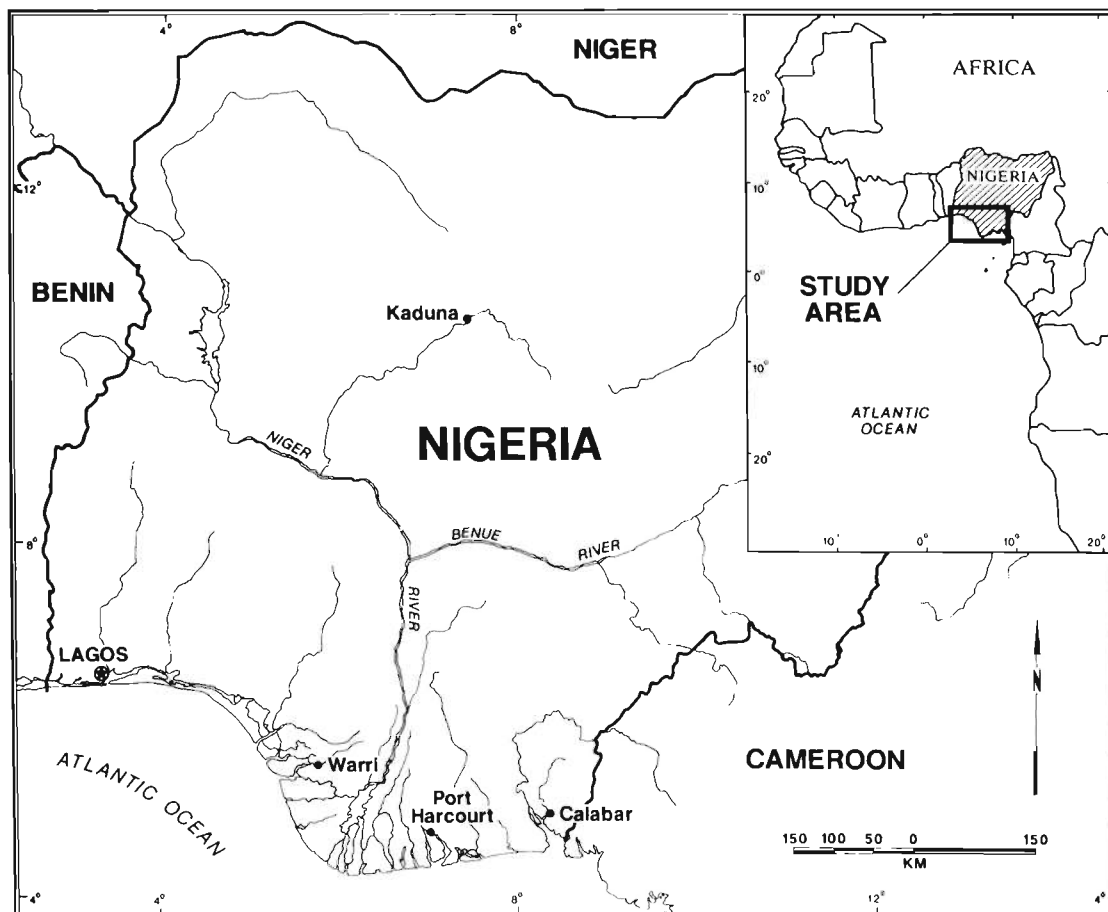 4°
8°
NIGER
AFRICA
20°
12°
10°
NIGERIA
BENIN
0°
STUDY
AREA
Kaduna
10°
ATLANTIC
OCEAN
NIGER
NIGERIA
20°
BENUE
RIVER
8°
10°
0°
10°
20°
RIVER
LAGOS
N
ATLANTIC OCEAN
Warri
CAMEROON
Port
Harcourt
Calabar
150 100 50 0 150
KM
4°
4°
8°
12°
4°